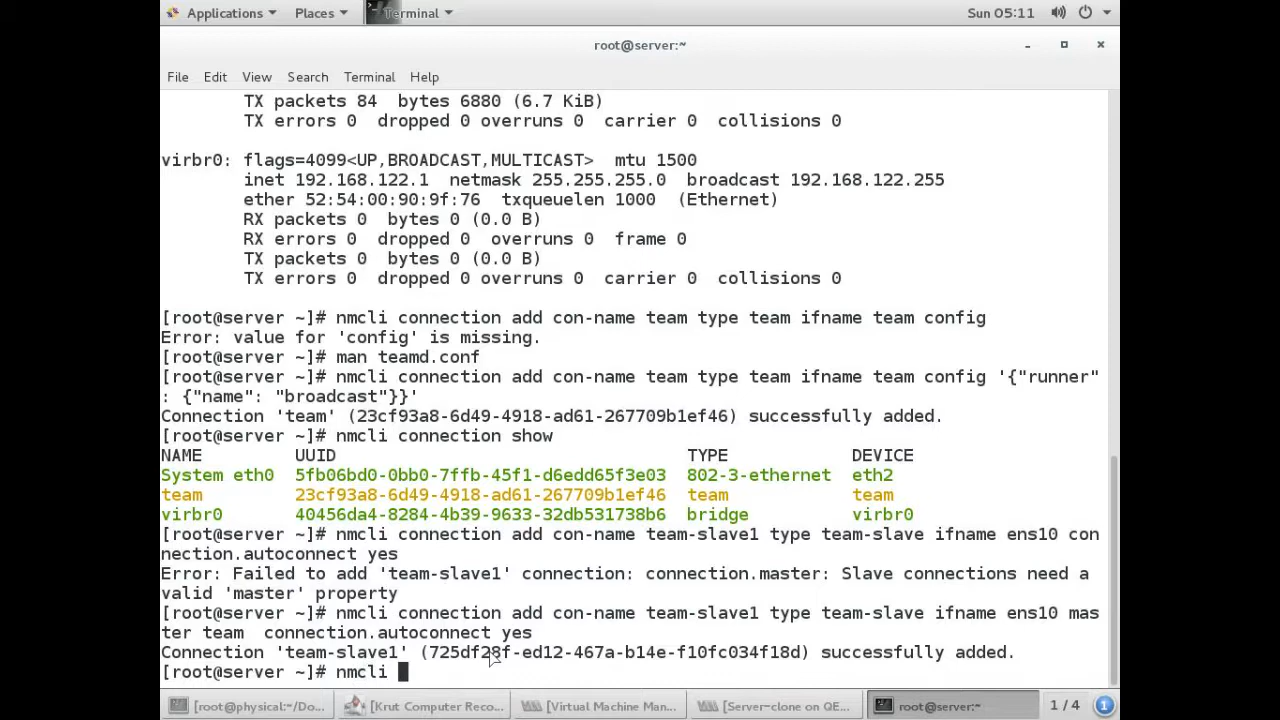 Applications Places Terminal Sun 05:11
root@server:~
File Edit View Search Terminal Help
TX packets 84 bytes 6880 (6.7 KiB)
TX errors 0 dropped 0 overruns 0 carrier 0 collisions 0
virbr0: flags=4099<UP,BROADCAST,MULTICAST> mtu 1500
inet 192.168.122.1 netmask 255.255.255.0 broadcast 192.168.122.255
ether 52:54:00:90:9f:76 txqueuelen 1000 (Ethernet)
RX packets 0 bytes 0 (0.0 B)
RX errors 0 dropped 0 overruns 0 frame 0
TX packets 0 bytes 0 (0.0 B)
TX errors 0 dropped 0 overruns 0 carrier 0 collisions 0
[root@server ~]# nmcli connection add con-name team type team ifname team config
Error: value for 'config' is missing.
[root@server ~]# man teamd.conf
[root@server ~]# nmcli connection add con-name team type team ifname team config '{"runner"
: {"name": "broadcast"}}'
Connection 'team' (23cf93a8-6d49-4918-ad61-267709b1ef46) successfully added.
[root@server ~]# nmcli connection show
NAME UUID TYPE DEVICE
System eth0 5fb06bd0-0bb0-7ffb-45f1-d6edd65f3e03 802-3-ethernet eth2
team 23cf93a8-6d49-4918-ad61-267709b1ef46 team team
virbr0 40456da4-8284-4b39-9633-32db531738b6 bridge virbr0
[root@server ~]# nmcli connection add con-name team-slave1 type team-slave ifname ens10 con
nection.autoconnect yes
Error: Failed to add 'team-slave1' connection: connection.master: Slave connections need a
valid 'master' property
[root@server ~]# nmcli connection add con-name team-slave1 type team-slave ifname ens10 mas
ter team connection.autoconnect yes
Connection 'team-slave1' (725df28f-ed12-467a-b14e-f10fc034f18d) successfully added.
[root@server ~]# nmcli
[root@physical:~/Do... [Krut Computer Reco... [Virtual Machine Man... [Server-clone on QE... root@server:~ 1 / 4 1